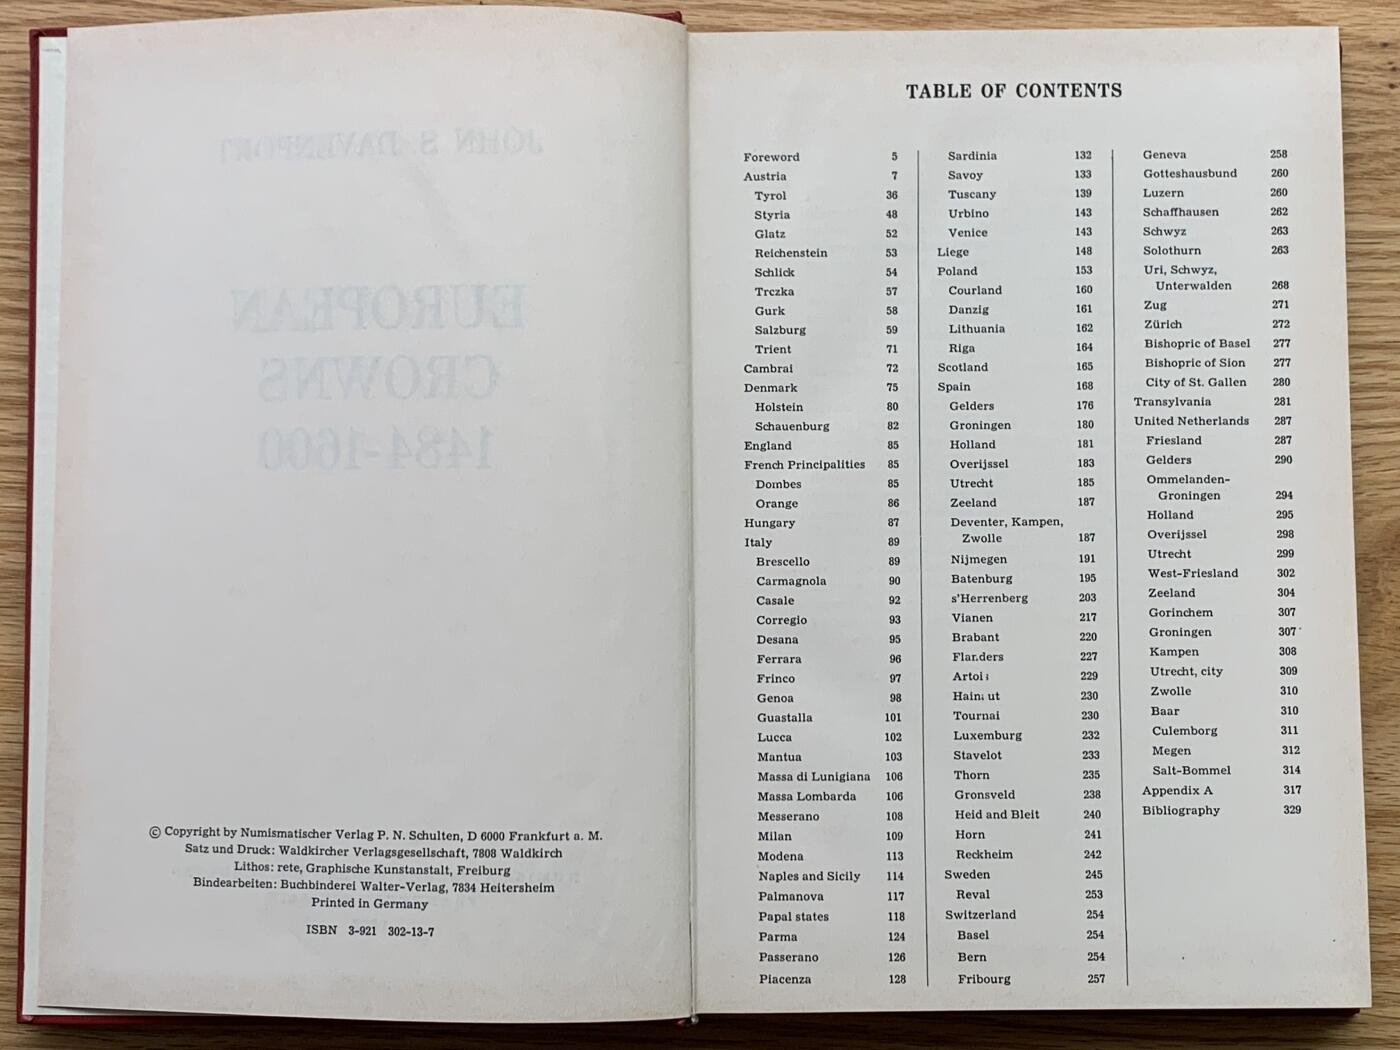 JOHN S. DAVENPORT
EUROPEAN
CROWNS
1484-1600
© Copyright by Numismatischer Verlag P. N. Schulten, D 6000 Frankfurt a. M.
Satz und Druck: Waldkircher Verlagsgesellschaft, 7808 Waldkirch
Lithos: rete, Graphische Kunstanstalt, Freiburg
Bindearbeiten: Buchbinderei Walter-Verlag, 7834 Heitersheim
Printed in Germany
ISBN 3-921 302-13-7
TABLE OF CONTENTS
Foreword 5
Austria 7
Tyrol 36
Styria 48
Glatz 52
Reichenstein 53
Schlick 54
Trczka 57
Gurk 58
Salzburg 59
Trient 71
Cambrai 72
Denmark 75
Holstein 80
Schauenburg 82
England 85
French Principalities 85
Dombes 85
Orange 86
Hungary 87
Italy 89
Brescello 89
Carmagnola 90
Casale 92
Corregio 93
Desana 95
Ferrara 96
Frinco 97
Genoa 98
Guastalla 101
Lucca 102
Mantua 103
Massa di Lunigiana 106
Massa Lombarda 106
Messerano 108
Milan 109
Modena 113
Naples and Sicily 114
Palmanova 117
Papal states 118
Parma 124
Passerano 126
Piacenza 128
Sardinia 132
Savoy 133
Tuscany 139
Urbino 143
Venice 143
Liege 148
Poland 153
Courland 160
Danzig 161
Lithuania 162
Riga 164
Scotland 165
Spain 168
Gelders 176
Groningen 180
Holland 181
Overijssel 183
Utrecht 185
Zeeland 187
Deventer, Kampen,
Zwolle 187
Nijmegen 191
Batenburg 195
s'Herrenberg 203
Vianen 217
Brabant 220
Flanders 227
Artois 229
Hainaut 230
Tournai 230
Luxemburg 232
Stavelot 233
Thorn 235
Gronsveld 238
Heid and Bleit 240
Horn 241
Reckheim 242
Sweden 245
Reval 253
Switzerland 254
Basel 254
Bern 254
Fribourg 257
Geneva 258
Gotteshausbund 260
Luzern 260
Schaffhausen 262
Schwyz 263
Solothurn 263
Uri, Schwyz,
Unterwalden 268
Zug 271
Zürich 272
Bishopric of Basel 277
Bishopric of Sion 277
City of St. Gallen 280
Transylvania 281
United Netherlands 287
Friesland 287
Gelders 290
Ommelanden-
Groningen 294
Holland 295
Overijssel 298
Utrecht 299
West-Friesland 302
Zeeland 304
Gorinchem 307
Groningen 307
Kampen 308
Utrecht, city 309
Zwolle 310
Baar 310
Culemborg 311
Megen 312
Salt-Bommel 314
Appendix A 317
Bibliography 329